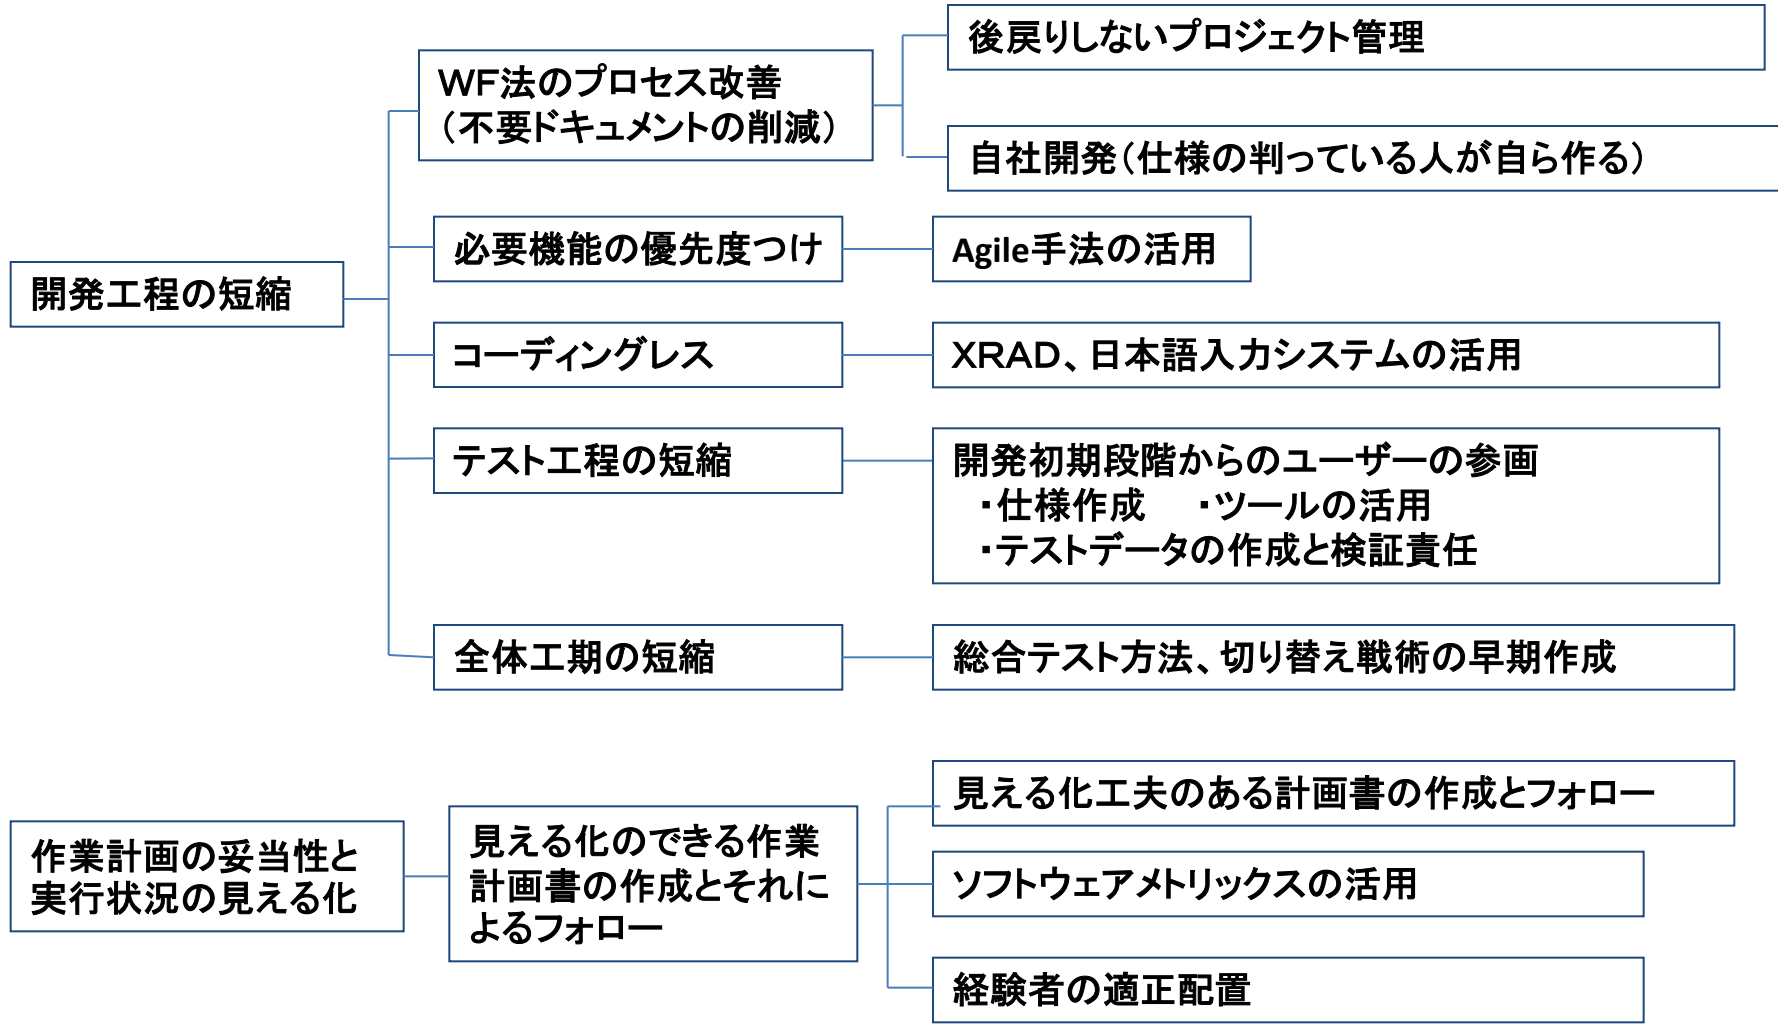 後戻りしないプロジェクト管理
WF法のプロセス改善
（不要ドキュメントの削減）
自社開発（仕様の判っている人が自ら作る）
必要機能の優先度つけ
Agile手法の活用
開発工程の短縮
コーディングレス
XRAD、日本語入力システムの活用
テスト工程の短縮
開発初期段階からのユーザーの参画
・仕様作成　・ツールの活用
・テストデータの作成と検証責任
全体工期の短縮
総合テスト方法、切り替え戦術の早期作成
作業計画の妥当性と
実行状況の見える化
見える化のできる作業
計画書の作成とそれに
よるフォロー
見える化工夫のある計画書の作成とフォロー
ソフトウェアメトリックスの活用
経験者の適正配置